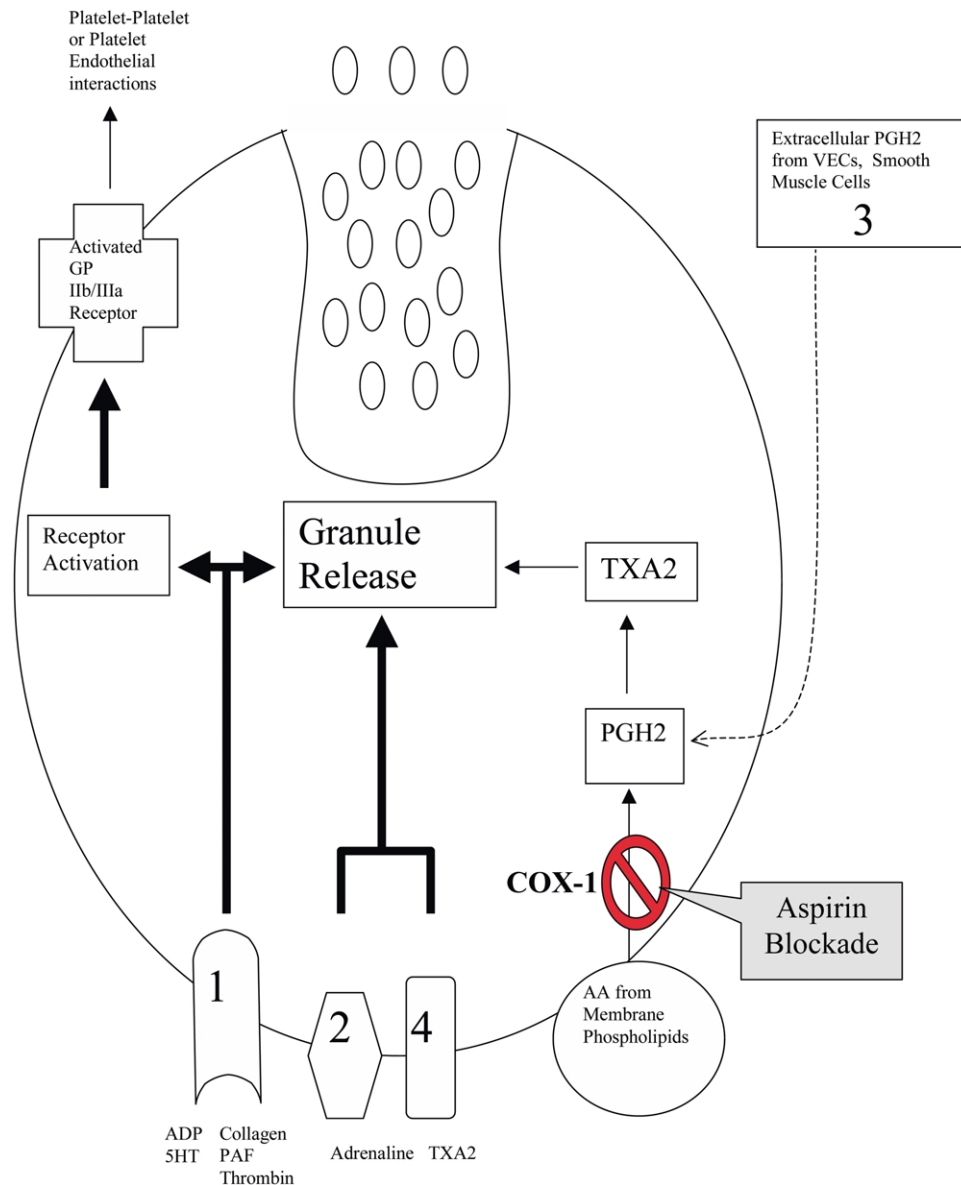 Platelet-Platelet
or Platelet
Endothelial
interactions
Extracellular PGH2
from VECs, Smooth
Muscle Cells
3
Activated
GP
IIb/IIIa
Receptor
Receptor
Activation
Granule
Release
TXA2
PGH2
COX-1
Aspirin
Blockade
AA from
Membrane
Phospholipids
1
2
4
ADP Collagen
5HT PAF
Thrombin
Adrenaline TXA2